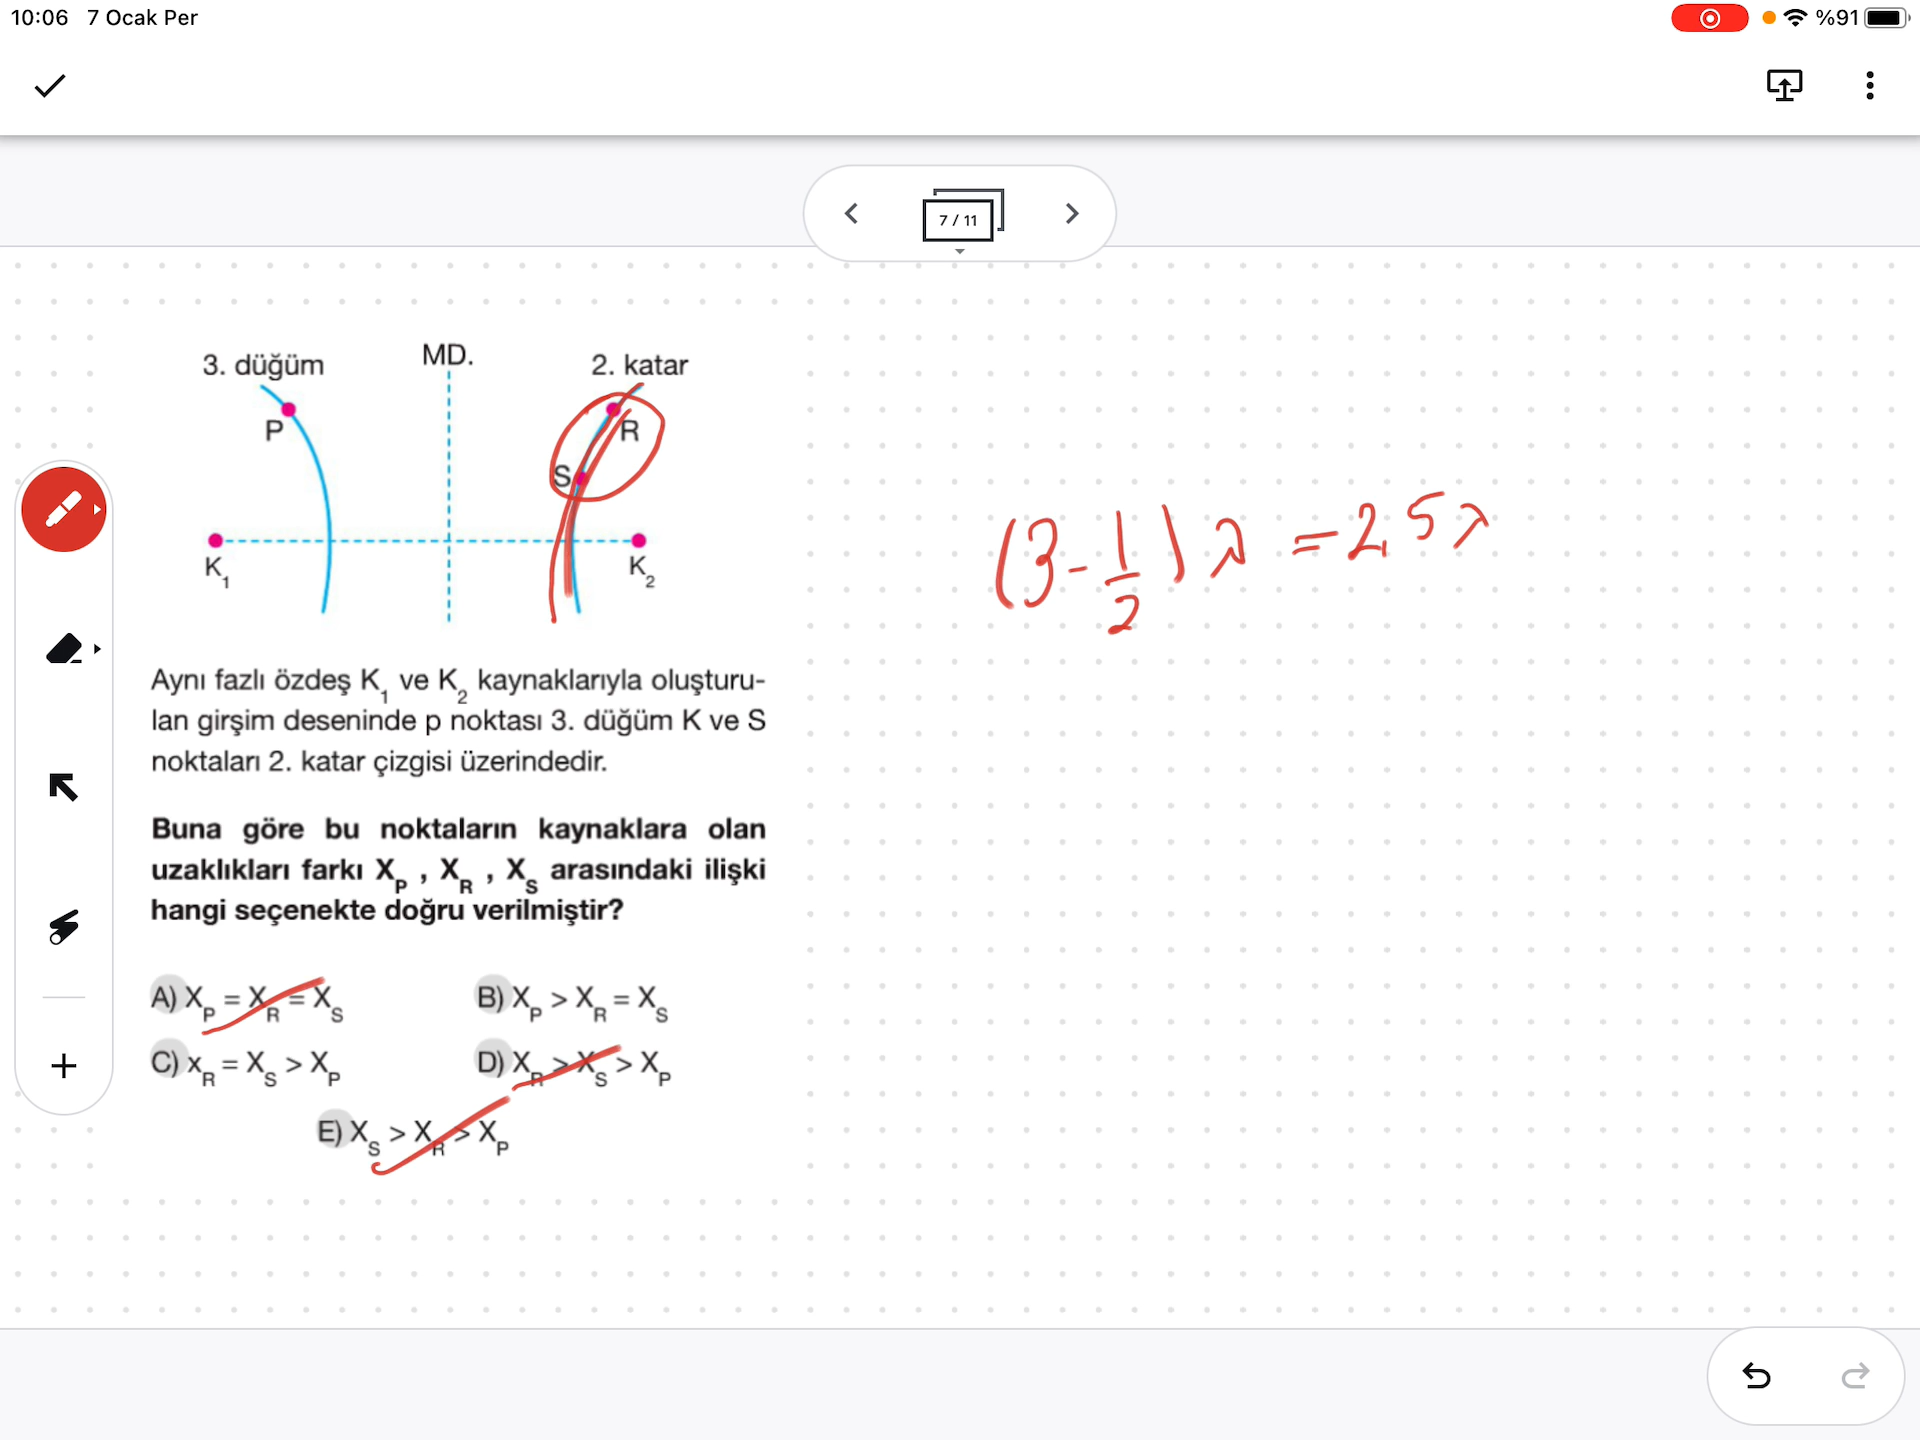 10:06 7 Ocak Per
%91
7 / 11
3. düğüm MD. 2. katar
P R
S
K1 K2
(3 - 1/2) λ = 2,5 λ
Aynı fazlı özdeş K1 ve K2 kaynaklarıyla oluşturu-
lan girşim deseninde p noktası 3. düğüm K ve S
noktaları 2. katar çizgisi üzerindedir.
Buna göre bu noktaların kaynaklara olan
uzaklıkları farkı XP , XR , XS arasındaki ilişki
hangi seçenekte doğru verilmiştir?
A) XP = XR = XS B) XP > XR = XS
C) xR = XS > XP D) XR > XS > XP
E) XS > XR > XP